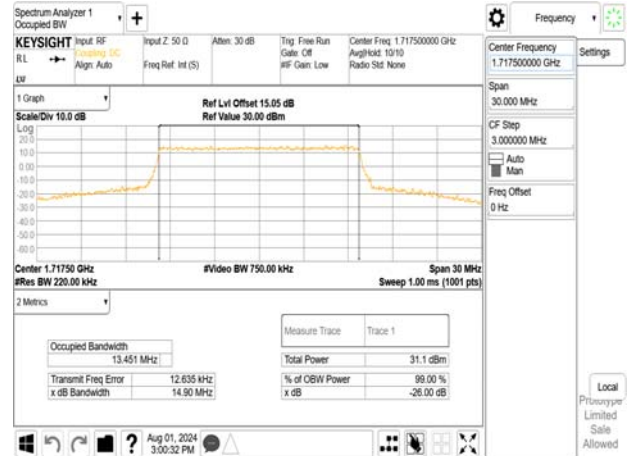 Spectrum Analyzer 1
Occupied BW
+
Frequency
KEYSIGHT
RL
LXI
Input: RF
Coupling: DC
Align: Auto
Input Z: 50 Ω
Freq Ref: Int (S)
Atten: 30 dB
Trig: Free Run
Gate: Off
#IF Gain: Low
Center Freq: 1.717500000 GHz
Avg|Hold: 10/10
Radio Std: None
Center Frequency
1.717500000 GHz
Settings
Span
30.000 MHz
CF Step
3.000000 MHz
Auto
Man
Freq Offset
0 Hz
1 Graph
Scale/Div 10.0 dB
Ref Lvl Offset 15.05 dB
Ref Value 30.00 dBm
Log
20.0
10.0
0.00
-10.0
-20.0
-30.0
-40.0
-50.0
-60.0
Center 1.71750 GHz
#Video BW 750.00 kHz
Span 30 MHz
#Res BW 220.00 kHz
Sweep 1.00 ms (1001 pts)
2 Metrics
Measure Trace Trace 1
Occupied Bandwidth
13.451 MHz
Total Power 31.1 dBm
Transmit Freq Error 12.635 kHz
% of OBW Power 99.00 %
x dB Bandwidth 14.90 MHz
x dB -26.00 dB
Local
Prototype
Limited
Sale
Allowed
?
Aug 01, 2024
3:00:32 PM